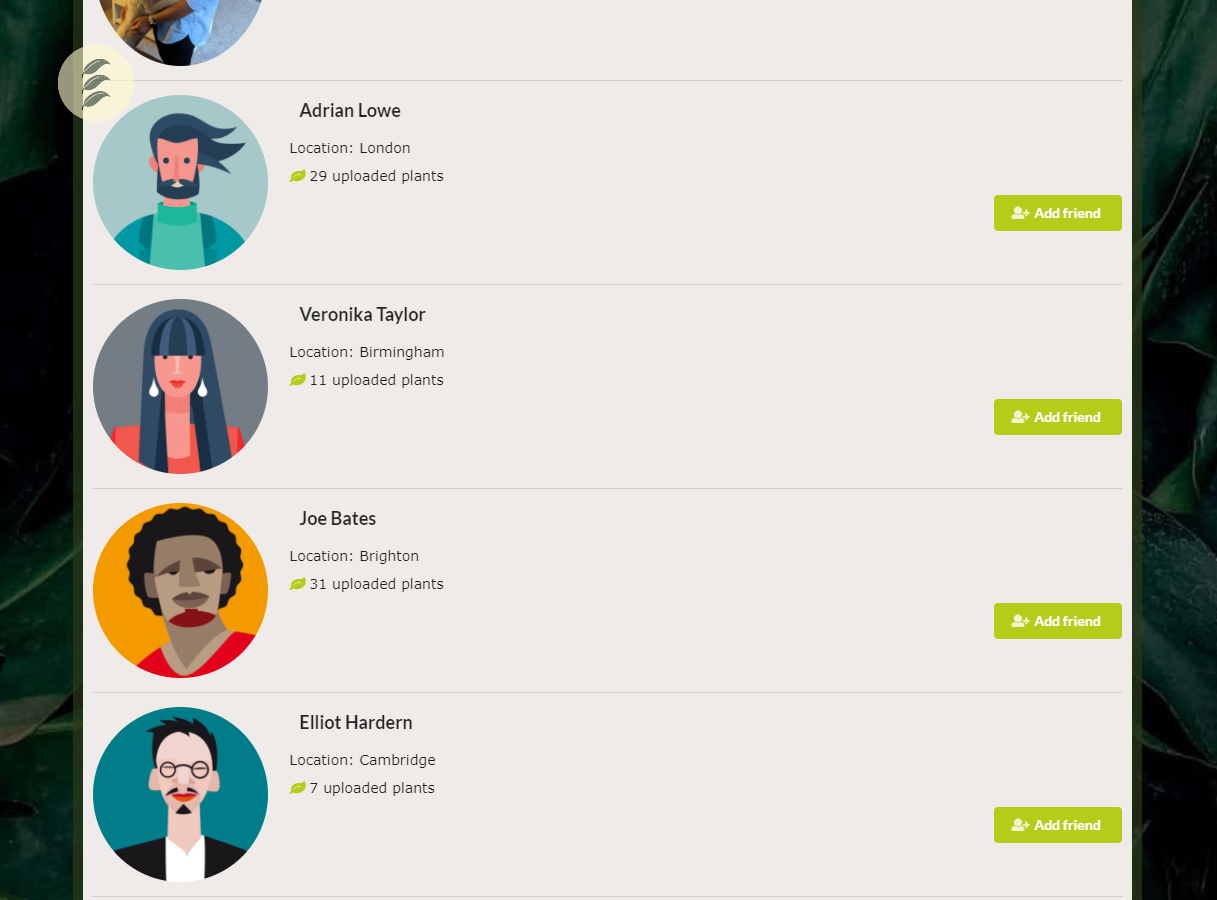 Adrian Lowe
Location: London
29 uploaded plants
Add friend
Veronika Taylor
Location: Birmingham
11 uploaded plants
Add friend
Joe Bates
Location: Brighton
31 uploaded plants
Add friend
Elliot Hardern
Location: Cambridge
7 uploaded plants
Add friend